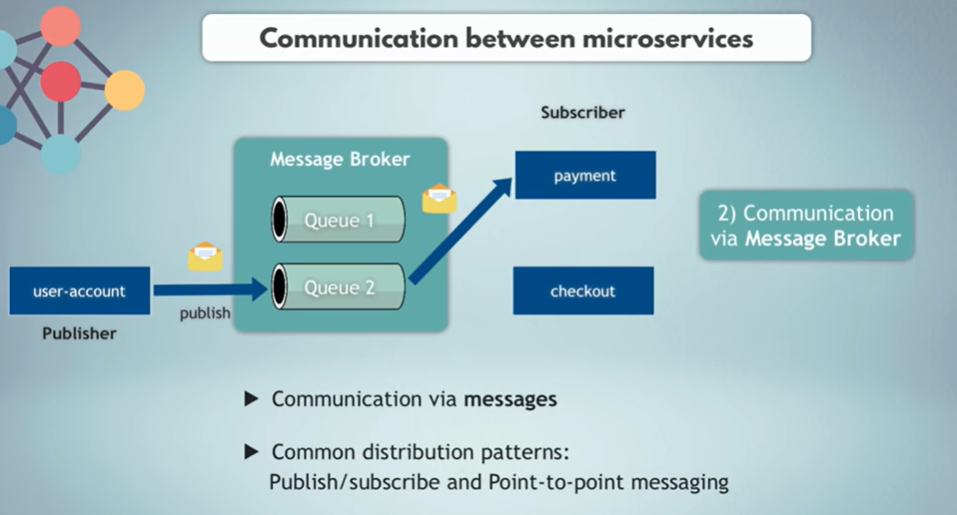 Communication between microservices
Subscriber
Message Broker
payment
Queue 1
2) Communication
via Message Broker
Queue 2
user-account
checkout
publish
Publisher
Communication via messages
Common distribution patterns:
Publish/subscribe and Point-to-point messaging